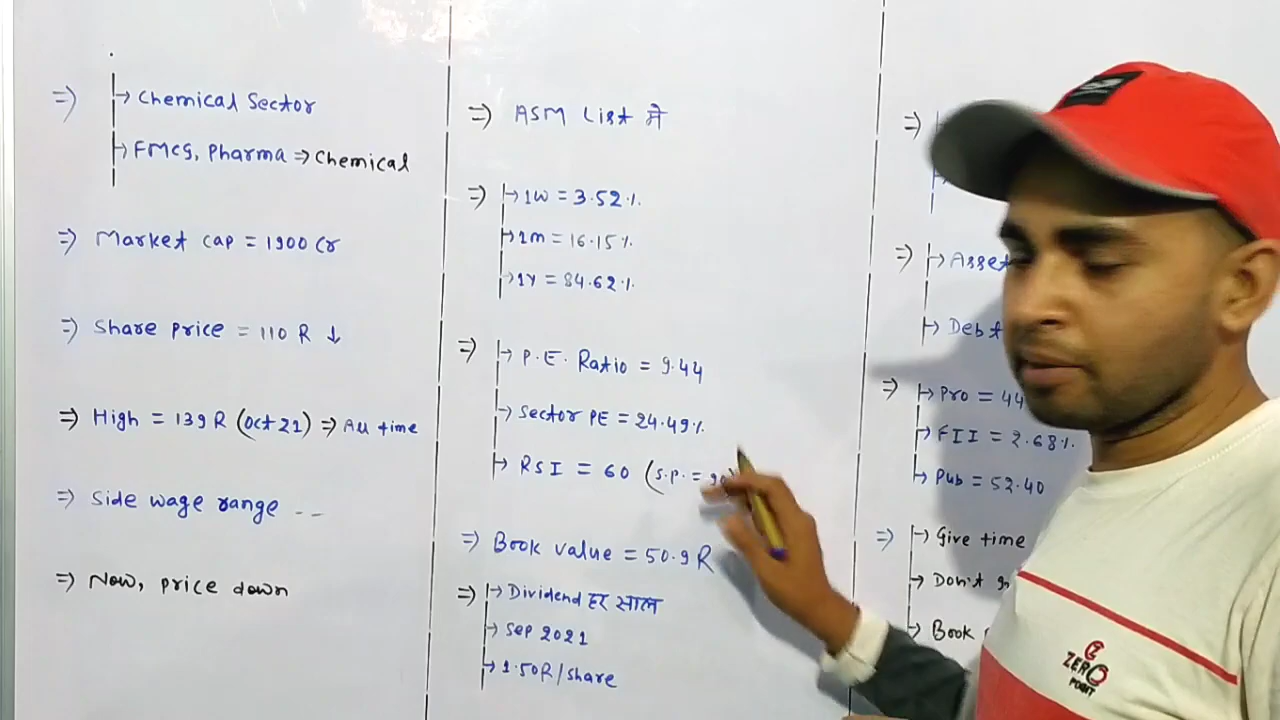 => → Chemical Sector
→ FMCG, Pharma => Chemical
=> Market cap = 1900 Cr
=> Share price = 110 R ↓
=> High = 139 R (Oct 21) => All time
=> Side wage range --
=> Now, price down
=> ASM List में
=> → 1W = 3.52%.
→ 1m = 16.15%
→ 1Y = 84.62%.
=> → P.E. Ratio = 9.44
→ Sector PE = 24.49%.
→ RSI = 60 (S.P. = 90)
=> Book value = 50.9 R
=> → Dividend हर साल
→ Sep 2021
→ 1.50R/share
=>
=> → Asset
→ Debt
=> → Pro = 44
→ FII = 2.68%.
→ Pub = 52.40
=> → Give time
→ Don't
→ Book
ZERO
POINT